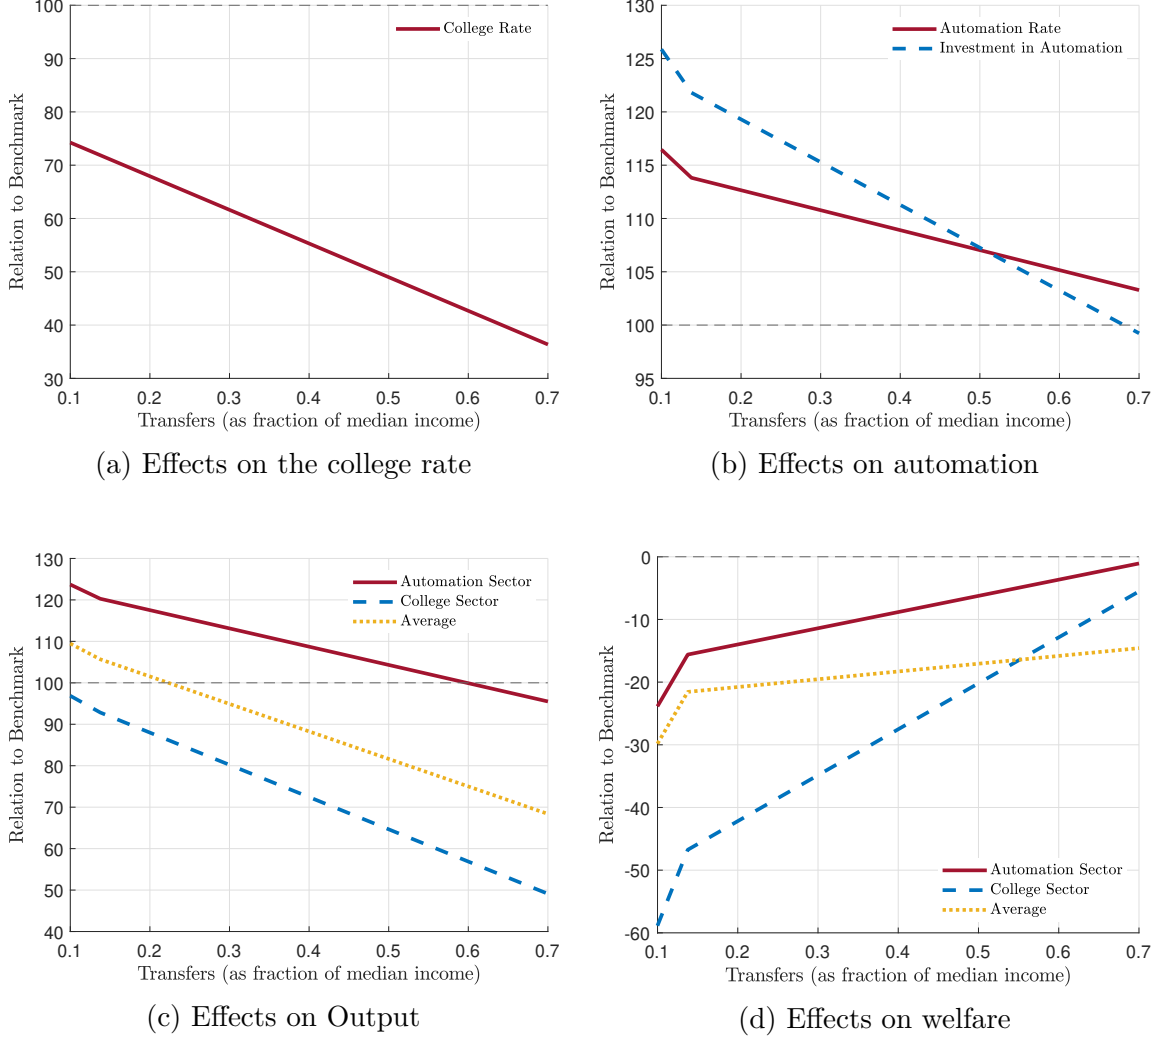 100
90
80
70
60
50
40
30
0.1 0.2 0.3 0.4 0.5 0.6 0.7
Relation to Benchmark
College Rate
Transfers (as fraction of median income)
(a) Effects on the college rate
130
125
120
115
110
105
100
95
0.1 0.2 0.3 0.4 0.5 0.6 0.7
Relation to Benchmark
Automation Rate
Investment in Automation
Transfers (as fraction of median income)
(b) Effects on automation
130
120
110
100
90
80
70
60
50
40
0.1 0.2 0.3 0.4 0.5 0.6 0.7
Relation to Benchmark
Automation Sector
College Sector
Average
Transfers (as fraction of median income)
(c) Effects on Output
0
-10
-20
-30
-40
-50
-60
0.1 0.2 0.3 0.4 0.5 0.6 0.7
Relation to Benchmark
Automation Sector
College Sector
Average
Transfers (as fraction of median income)
(d) Effects on welfare